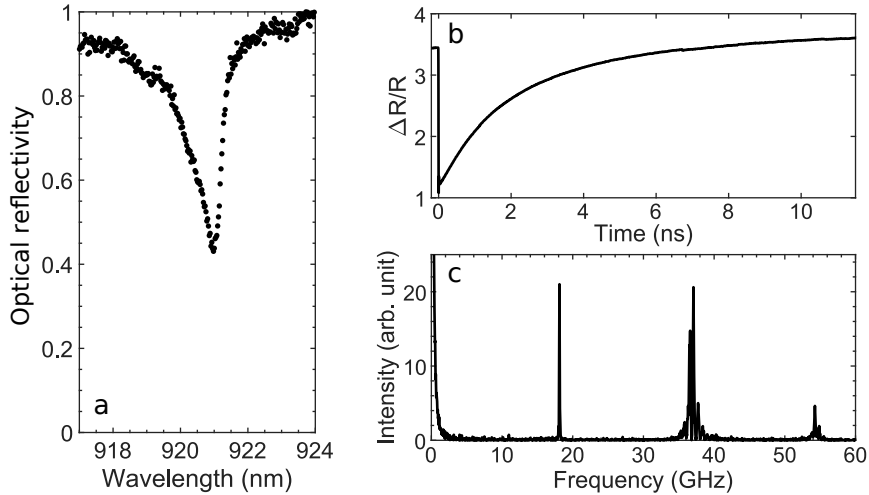 a
Optical reflectivity
1
0.8
0.6
0.4
0.2
0
918 920 922 924
Wavelength (nm)
b
ΔR/R
4
3
2
1
0 2 4 6 8 10
Time (ns)
c
Intensity (arb. unit)
20
10
0
0 10 20 30 40 50 60
Frequency (GHz)